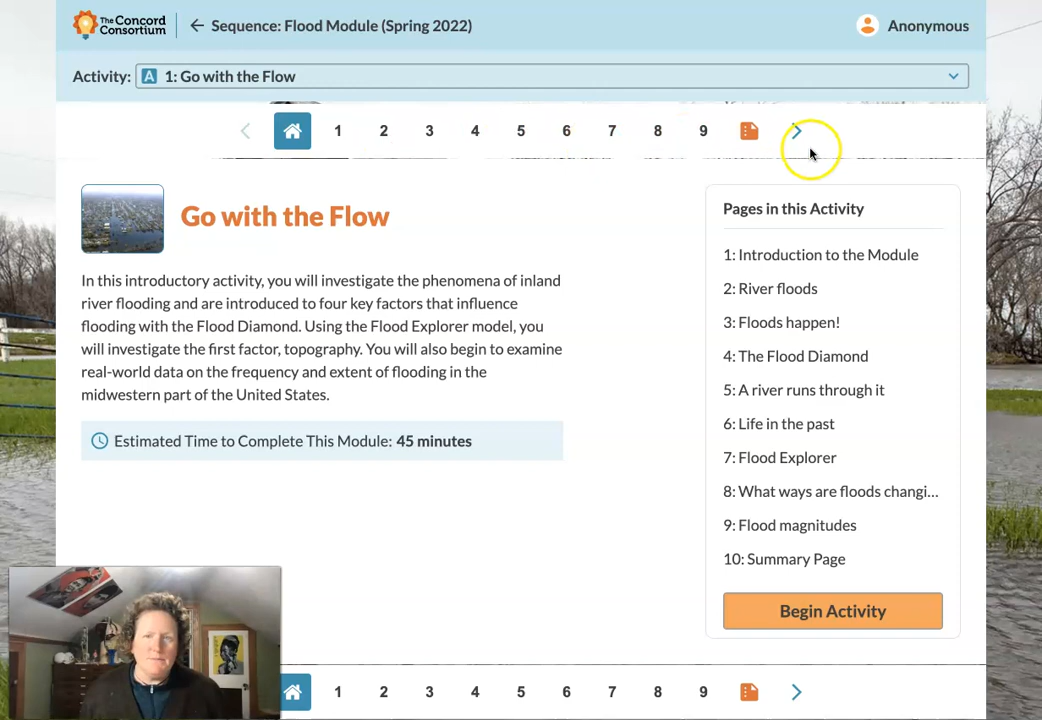 The Concord
Consortium
Sequence: Flood Module (Spring 2022)
Anonymous
Activity:
A 1: Go with the Flow
1 2 3 4 5 6 7 8 9
Go with the Flow
In this introductory activity, you will investigate the phenomena of inland
river flooding and are introduced to four key factors that influence
flooding with the Flood Diamond. Using the Flood Explorer model, you
will investigate the first factor, topography. You will also begin to examine
real-world data on the frequency and extent of flooding in the
midwestern part of the United States.
Estimated Time to Complete This Module: 45 minutes
Pages in this Activity
1: Introduction to the Module
2: River floods
3: Floods happen!
4: The Flood Diamond
5: A river runs through it
6: Life in the past
7: Flood Explorer
8: What ways are floods changi...
9: Flood magnitudes
10: Summary Page
Begin Activity
1 2 3 4 5 6 7 8 9